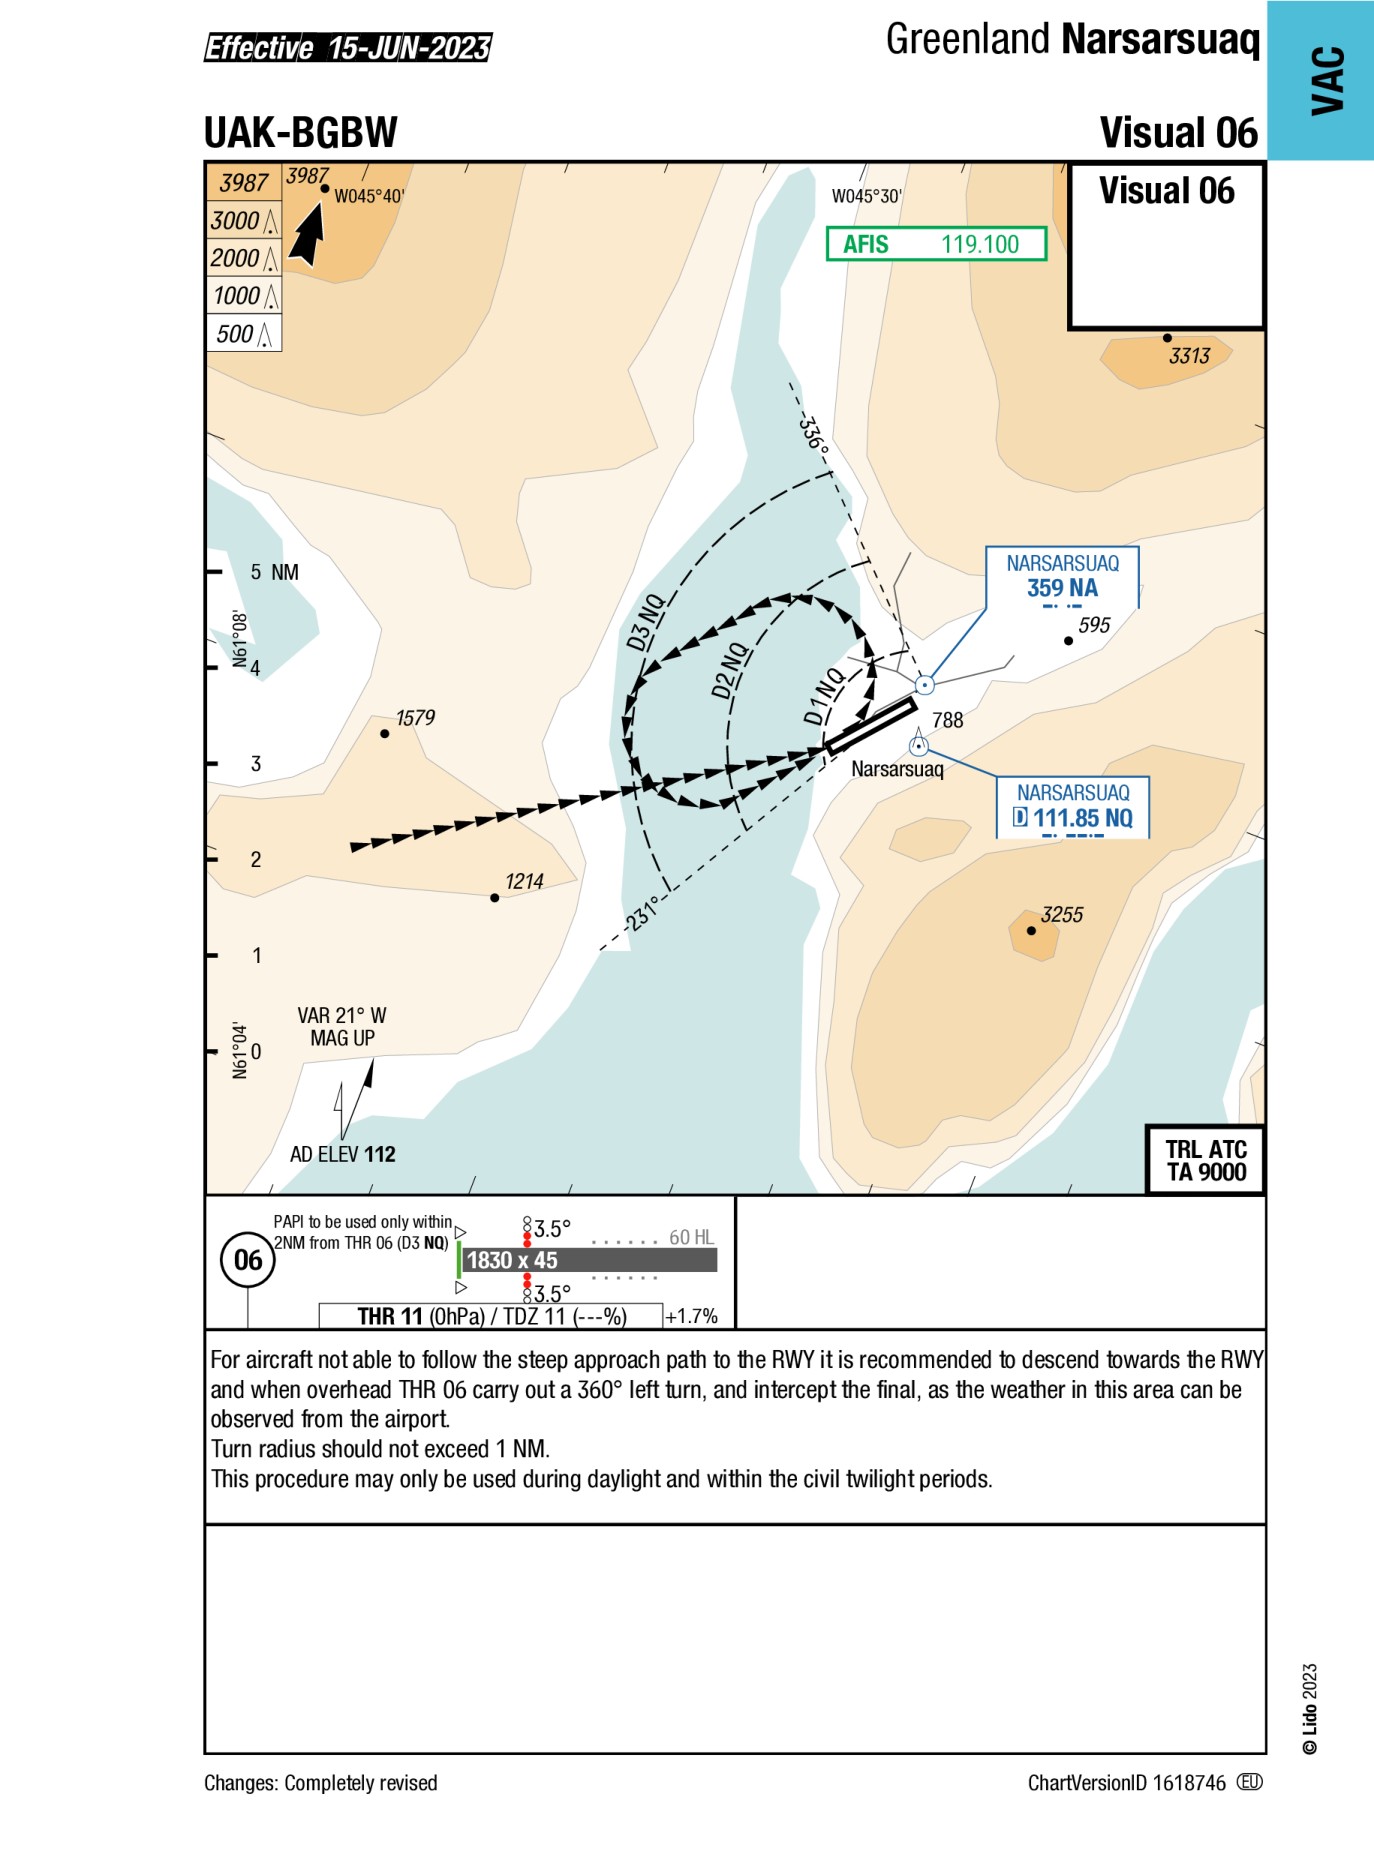 Effective 15-JUN-2023
Greenland Narsarsuaq
VAC
UAK-BGBW
Visual 06
3987
3000
2000
1000
500
3987
W045°40'
W045°30'
AFIS 119.100
Visual 06
3313
336°
5 NM
N61°08'
4
3
2
1
0
N61°04'
D3 NQ
D2 NQ
D1 NQ
NARSARSUAQ
359 NA
595
788
1579
Narsarsuaq
NARSARSUAQ
D 111.85 NQ
1214
231°
3255
VAR 21° W
MAG UP
AD ELEV 112
TRL ATC
TA 9000
06
PAPI to be used only within
2NM from THR 06 (D3 NQ)
3.5°
60 HL
1830 x 45
3.5°
THR 11 (0hPa) / TDZ 11 (---%)
+1.7%
For aircraft not able to follow the steep approach path to the RWY it is recommended to descend towards the RWY
and when overhead THR 06 carry out a 360° left turn, and intercept the final, as the weather in this area can be
observed from the airport.
Turn radius should not exceed 1 NM.
This procedure may only be used during daylight and within the civil twilight periods.
© Lido 2023
Changes: Completely revised
ChartVersionID 1618746 EU